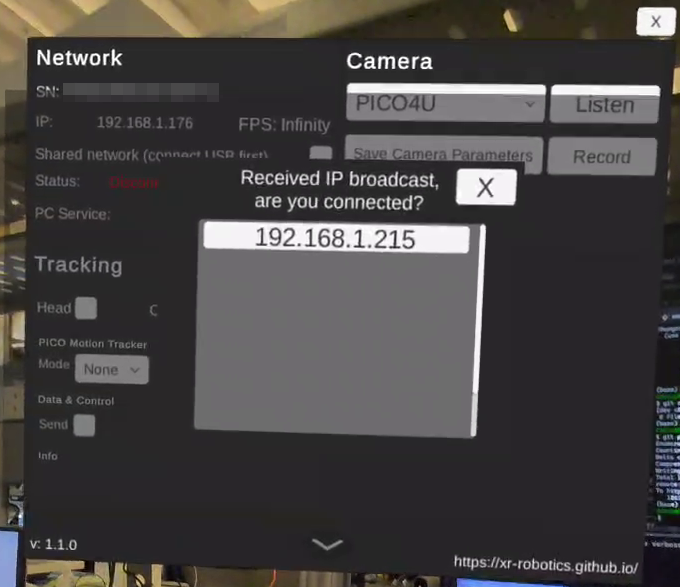 X
Network
Camera
SN:
PICO4U
Listen
IP: 192.168.1.176 FPS: Infinity
Shared network (connect USB first)
Save Camera Parameters
Record
Status:
Received IP broadcast,
are you connected?
X
PC Service:
192.168.1.215
Tracking
Head
C
PICO Motion Tracker
Mode None
Data & Control
Send
Info
v: 1.1.0
https://xr-robotics.github.io/